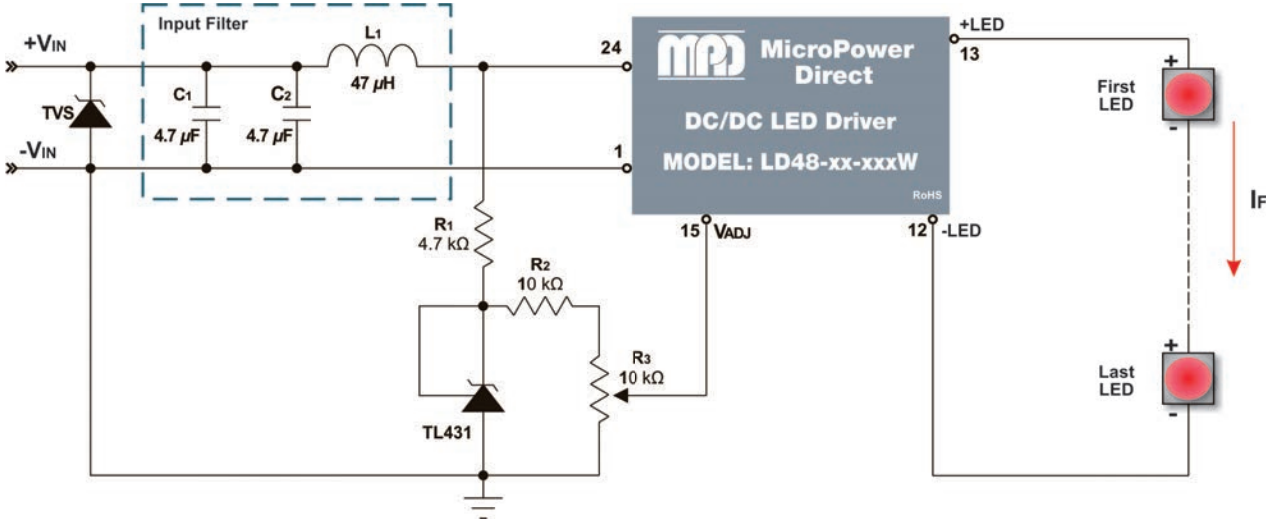 Input Filter
+VIN
L1
47 µH
TVS
C1
4.7 µF
C2
4.7 µF
-VIN
24
1
MPD
MicroPower
Direct
DC/DC LED Driver
MODEL: LD48-xx-xxxW
RoHS
+LED
13
15
VADJ
12
-LED
First
LED
+
-
IF
R1
4.7 kΩ
R2
10 kΩ
R3
10 kΩ
TL431
Last
LED
+
-